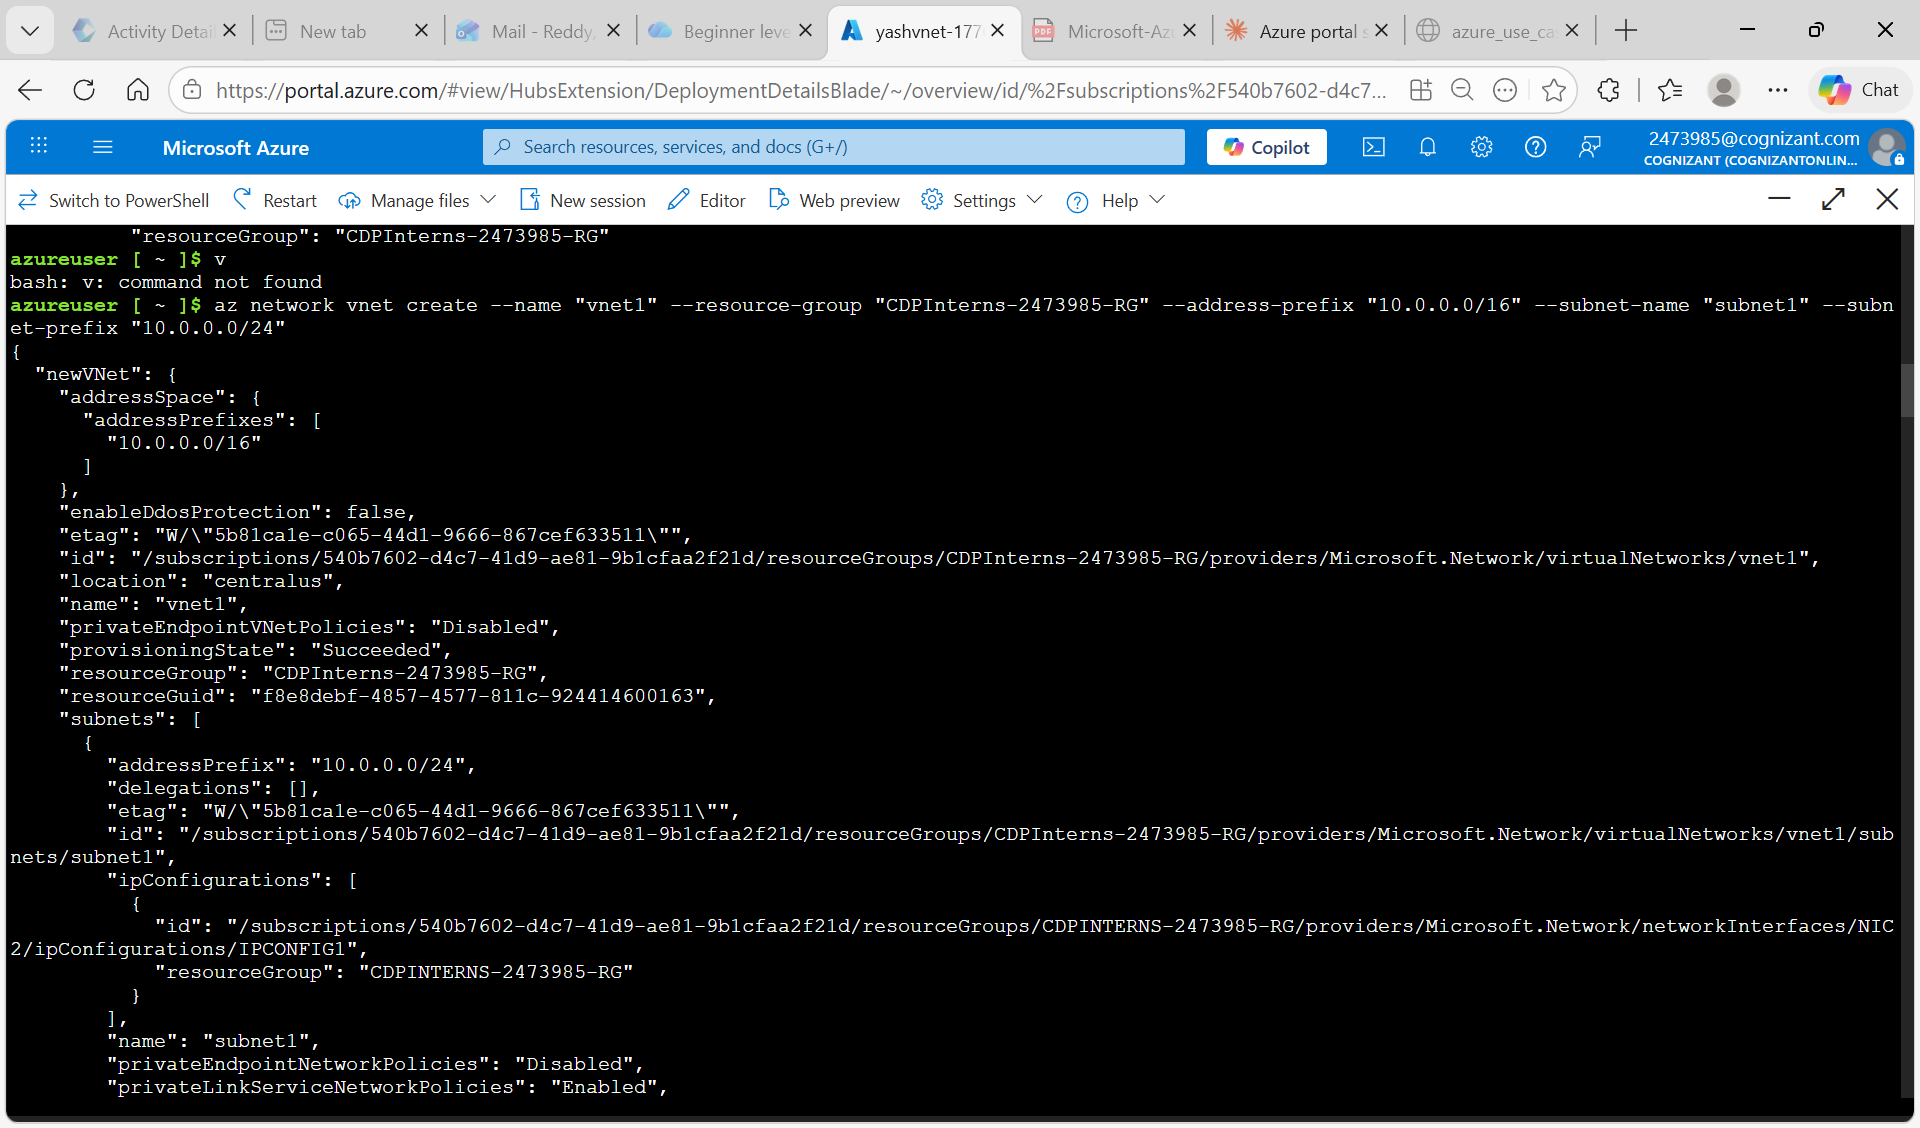 Activity Detai
New tab
Mail - Reddy,
Beginner leve
yashvnet-177
Microsoft-Az
Azure portal s
azure_use_ca
https://portal.azure.com/#view/HubsExtension/DeploymentDetailsBlade/~/overview/id/%2Fsubscriptions%2F540b7602-d4c7...
Chat
Microsoft Azure
Search resources, services, and docs (G+/)
Copilot
2473985@cognizant.com
COGNIZANT (COGNIZANTONLIN...
Switch to PowerShell
Restart
Manage files
New session
Editor
Web preview
Settings
Help
"resourceGroup": "CDPInterns-2473985-RG"
azureuser [ ~ ]$ v
bash: v: command not found
azureuser [ ~ ]$ az network vnet create --name "vnet1" --resource-group "CDPInterns-2473985-RG" --address-prefix "10.0.0.0/16" --subnet-name "subnet1" --subn
et-prefix "10.0.0.0/24"
{
"newVNet": {
"addressSpace": {
"addressPrefixes": [
"10.0.0.0/16"
]
},
"enableDdosProtection": false,
"etag": "W/\"5b81ca1e-c065-44d1-9666-867cef633511\"",
"id": "/subscriptions/540b7602-d4c7-41d9-ae81-9b1cfaa2f21d/resourceGroups/CDPInterns-2473985-RG/providers/Microsoft.Network/virtualNetworks/vnet1",
"location": "centralus",
"name": "vnet1",
"privateEndpointVNetPolicies": "Disabled",
"provisioningState": "Succeeded",
"resourceGroup": "CDPInterns-2473985-RG",
"resourceGuid": "f8e8debf-4857-4577-811c-924414600163",
"subnets": [
{
"addressPrefix": "10.0.0.0/24",
"delegations": [],
"etag": "W/\"5b81ca1e-c065-44d1-9666-867cef633511\"",
"id": "/subscriptions/540b7602-d4c7-41d9-ae81-9b1cfaa2f21d/resourceGroups/CDPInterns-2473985-RG/providers/Microsoft.Network/virtualNetworks/vnet1/sub
nets/subnet1",
"ipConfigurations": [
{
"id": "/subscriptions/540b7602-d4c7-41d9-ae81-9b1cfaa2f21d/resourceGroups/CDPINTERNS-2473985-RG/providers/Microsoft.Network/networkInterfaces/NIC
2/ipConfigurations/IPCONFIG1",
"resourceGroup": "CDPINTERNS-2473985-RG"
}
],
"name": "subnet1",
"privateEndpointNetworkPolicies": "Disabled",
"privateLinkServiceNetworkPolicies": "Enabled",